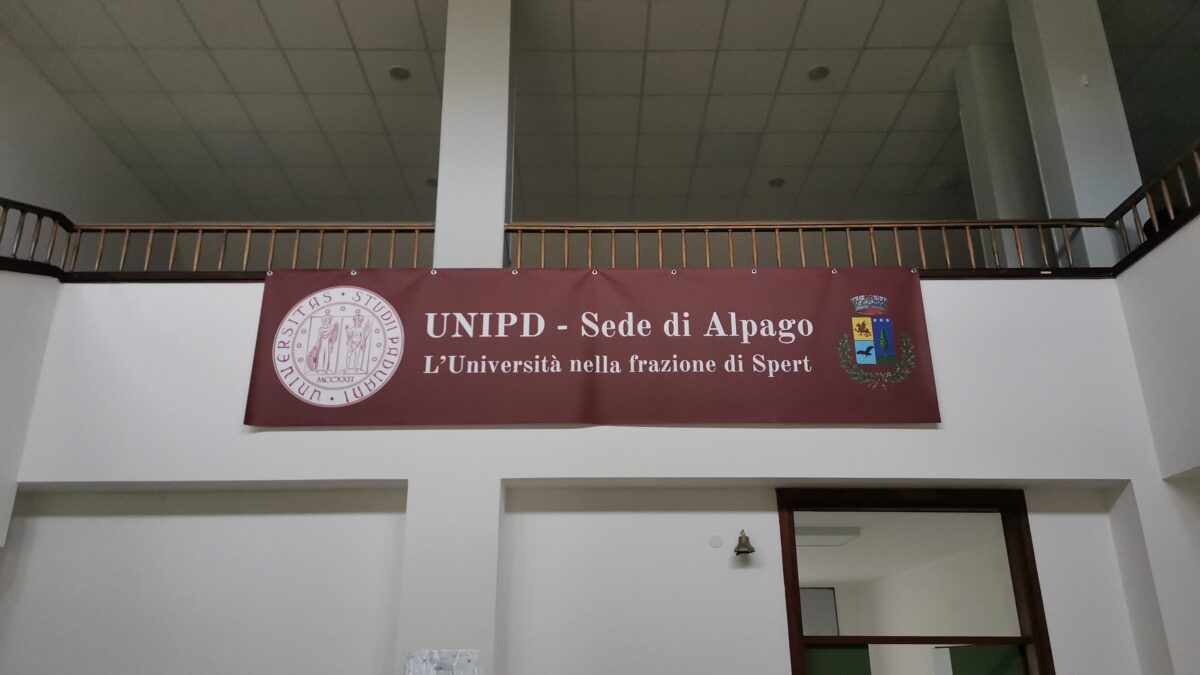 UNIVERSITAS STUDII PADUANI
MCCXXII
UNIPD - Sede di Alpago
L'Università nella frazione di Spert